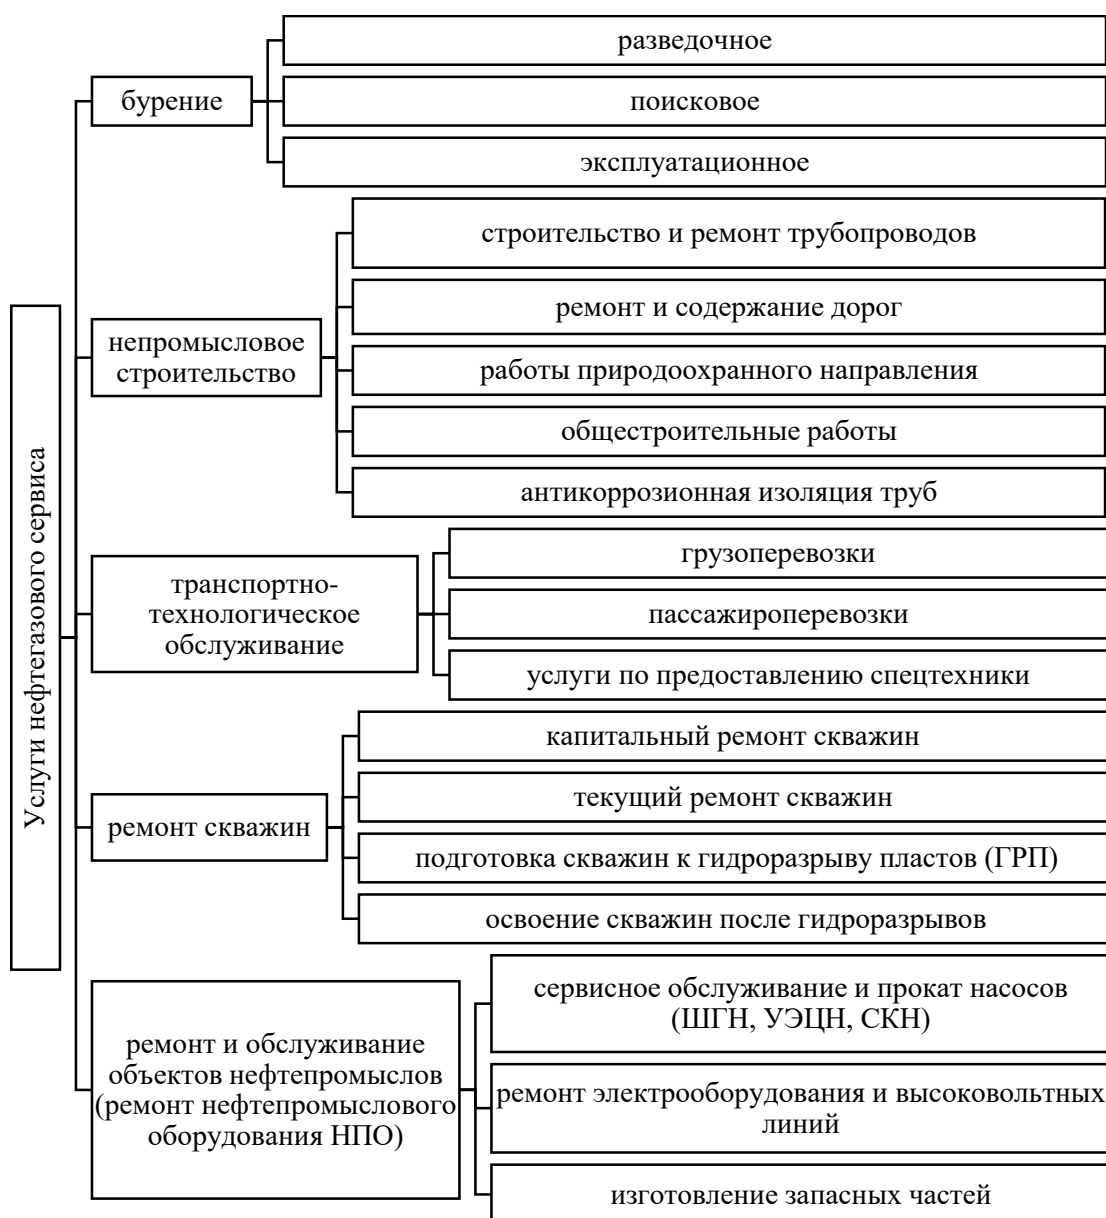 Услуги нефтегазового сервиса
бурение
разведочное
поисковое
эксплуатационное
непромысловое
строительство
строительство и ремонт трубопроводов
ремонт и содержание дорог
работы природоохранного направления
общестроительные работы
антикоррозионная изоляция труб
транспортно-
технологическое
обслуживание
грузоперевозки
пассажироперевозки
услуги по предоставлению спецтехники
ремонт скважин
капитальный ремонт скважин
текущий ремонт скважин
подготовка скважин к гидроразрыву пластов (ГРП)
освоение скважин после гидроразрывов
ремонт и обслуживание
объектов нефтепромыслов
(ремонт нефтепромыслового
оборудования НПО)
сервисное обслуживание и прокат насосов
(ШГН, УЭЦН, СКН)
ремонт электрооборудования и высоковольтных
линий
изготовление запасных частей